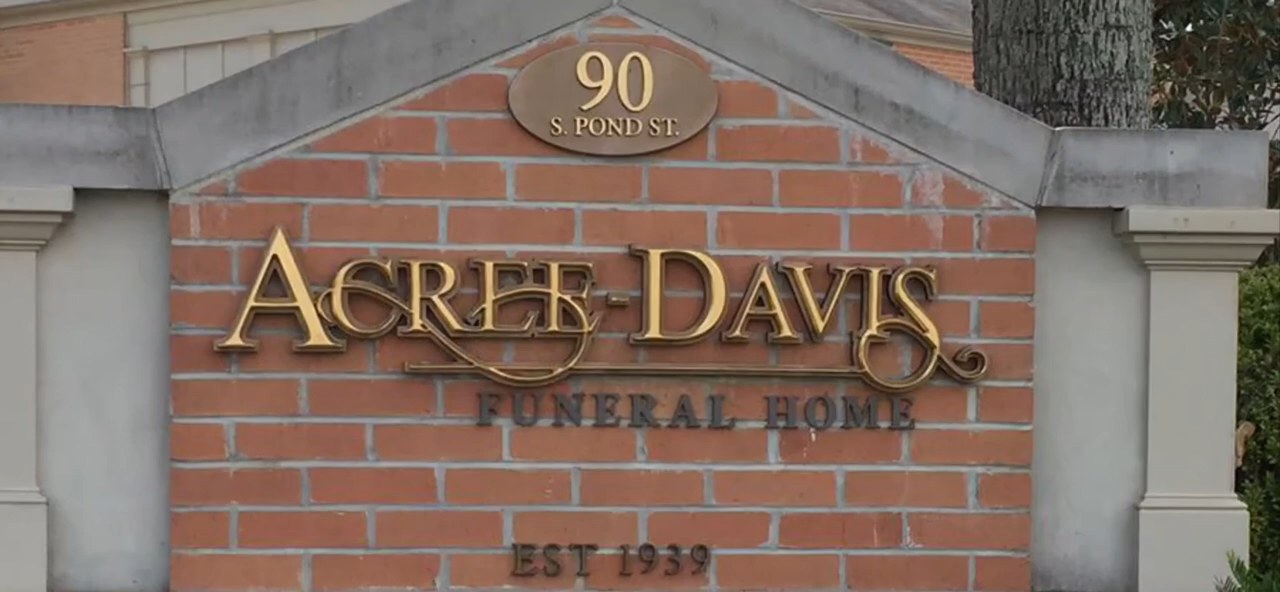 90
S. POND ST.
ACREE-DAVIS
FUNERAL HOME
EST 1939